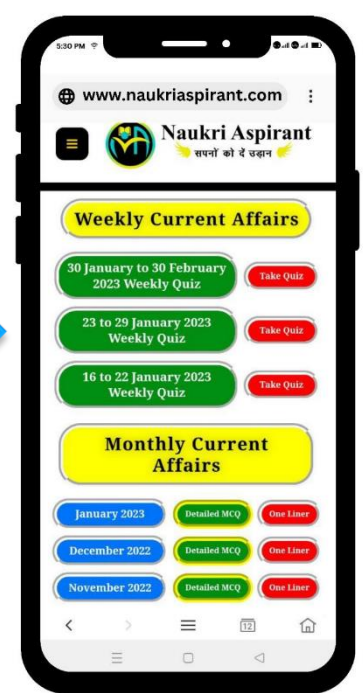 5:30 PM
www.naukriaspirant.com
Naukri Aspirant
सपनों को दें उड़ान
Weekly Current Affairs
30 January to 30 February
2023 Weekly Quiz
Take Quiz
23 to 29 January 2023
Weekly Quiz
Take Quiz
16 to 22 January 2023
Weekly Quiz
Take Quiz
Monthly Current
Affairs
January 2023
Detailed MCQ
One Liner
December 2022
Detailed MCQ
One Liner
November 2022
Detailed MCQ
One Liner
12